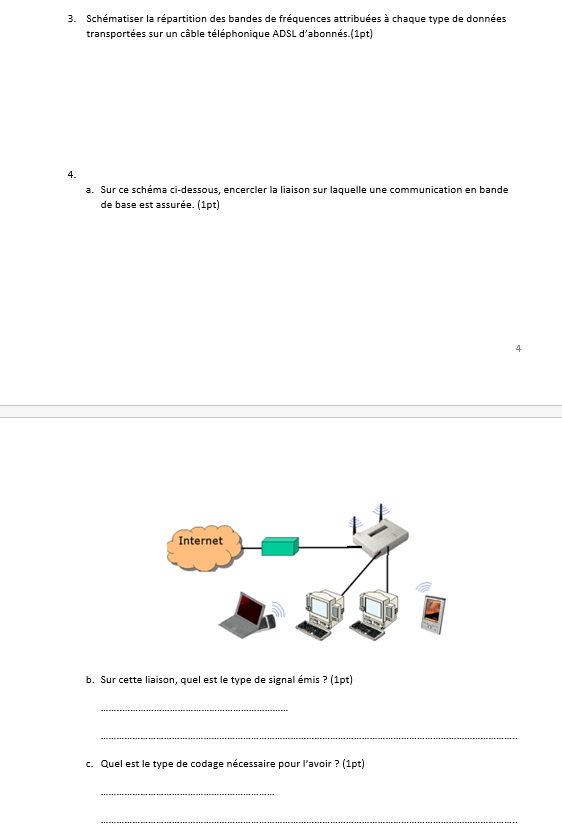 3. Schématiser la répartition des bandes de fréquences attribuées à chaque type de données
transportées sur un câble téléphonique ADSL d'abonnés.(1pt)
4.
a. Sur ce schéma ci-dessous, encercler la liaison sur laquelle une communication en bande
de base est assurée. (1pt)
4
Internet
b. Sur cette liaison, quel est le type de signal émis ? (1pt)
c. Quel est le type de codage nécessaire pour l'avoir ? (1pt)